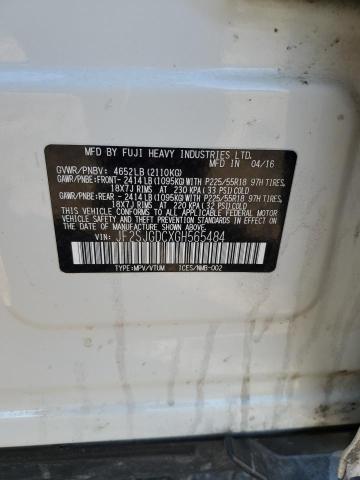 MFD BY FUJI HEAVY INDUSTRIES LTD. 04/16
GVWR/PNBV: 4652LB (2110KG)
GAWR/PNBE:FRONT- 2414LB (1095KG) WITH P225/55R18 97H TIRES,
18X7J RIMS AT 230 KPA (33 PSI) COLD
GAWR/PNBE:REAR - 2414LB (1095KG) WITH P225/55R18 97H TIRES,
18X7J RIMS AT 220 KPA (32 PSI) COLD
THIS VEHICLE CONFORMS TO ALL APPLICABLE FEDERAL MOTOR
VEHICLE SAFETY, BUMPER, AND THEFT PREVENTION STANDARDS IN EFFECT ON THE DATE
OF MANUFACTURE SHOWN ABOVE.
VIN: JF2SJGDCXGH565484
TYPE:MPV/VTUM ICES/NMB-002